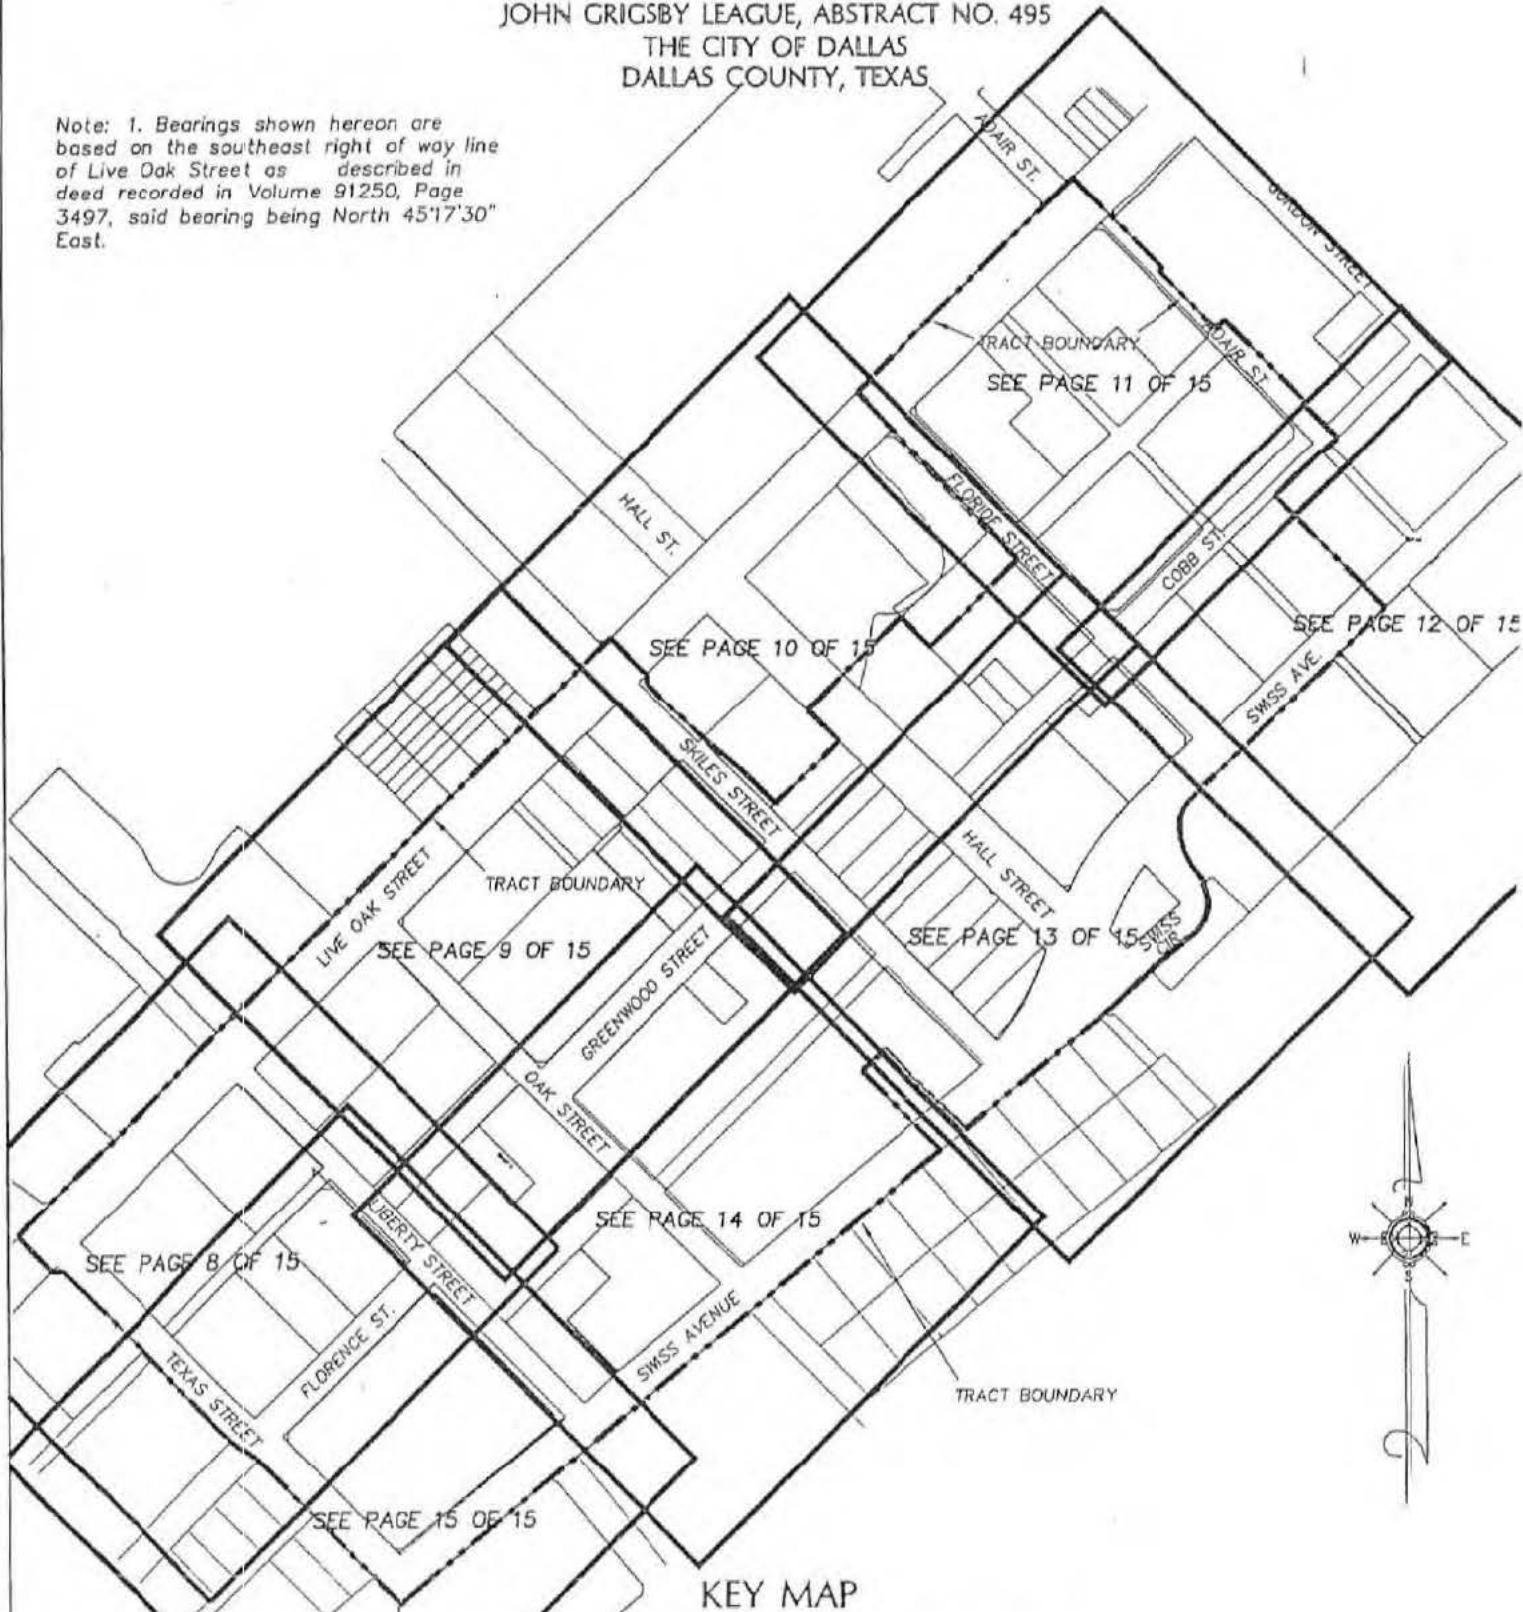 JOHN GRIGSBY LEAGUE, ABSTRACT NO. 495
THE CITY OF DALLAS
DALLAS COUNTY, TEXAS
Note: 1. Bearings shown hereon are
based on the southeast right of way line
of Live Oak Street as described in
deed recorded in Volume 91250, Page
3497, said bearing being North 45°17'30"
East.
ADAIR ST.
GORDON STREET
TRACT BOUNDARY
ADAIR ST.
SEE PAGE 11 OF 15
HALL ST.
FLORIDE STREET
COBB ST.
SEE PAGE 12 OF 15
SEE PAGE 10 OF 15
SWISS AVE.
SKILES STREET
HALL STREET
LIVE OAK STREET
TRACT BOUNDARY
SEE PAGE 9 OF 15
GREENWOOD STREET
SEE PAGE 13 OF 15
SWISS
CIR.
OAK STREET
LIBERTY STREET
SEE PAGE 14 OF 15
SEE PAGE 8 OF 15
N
W
E
S
FLORENCE ST.
SWISS AVENUE
TEXAS STREET
TRACT BOUNDARY
SEE PAGE 15 OF 15
KEY MAP